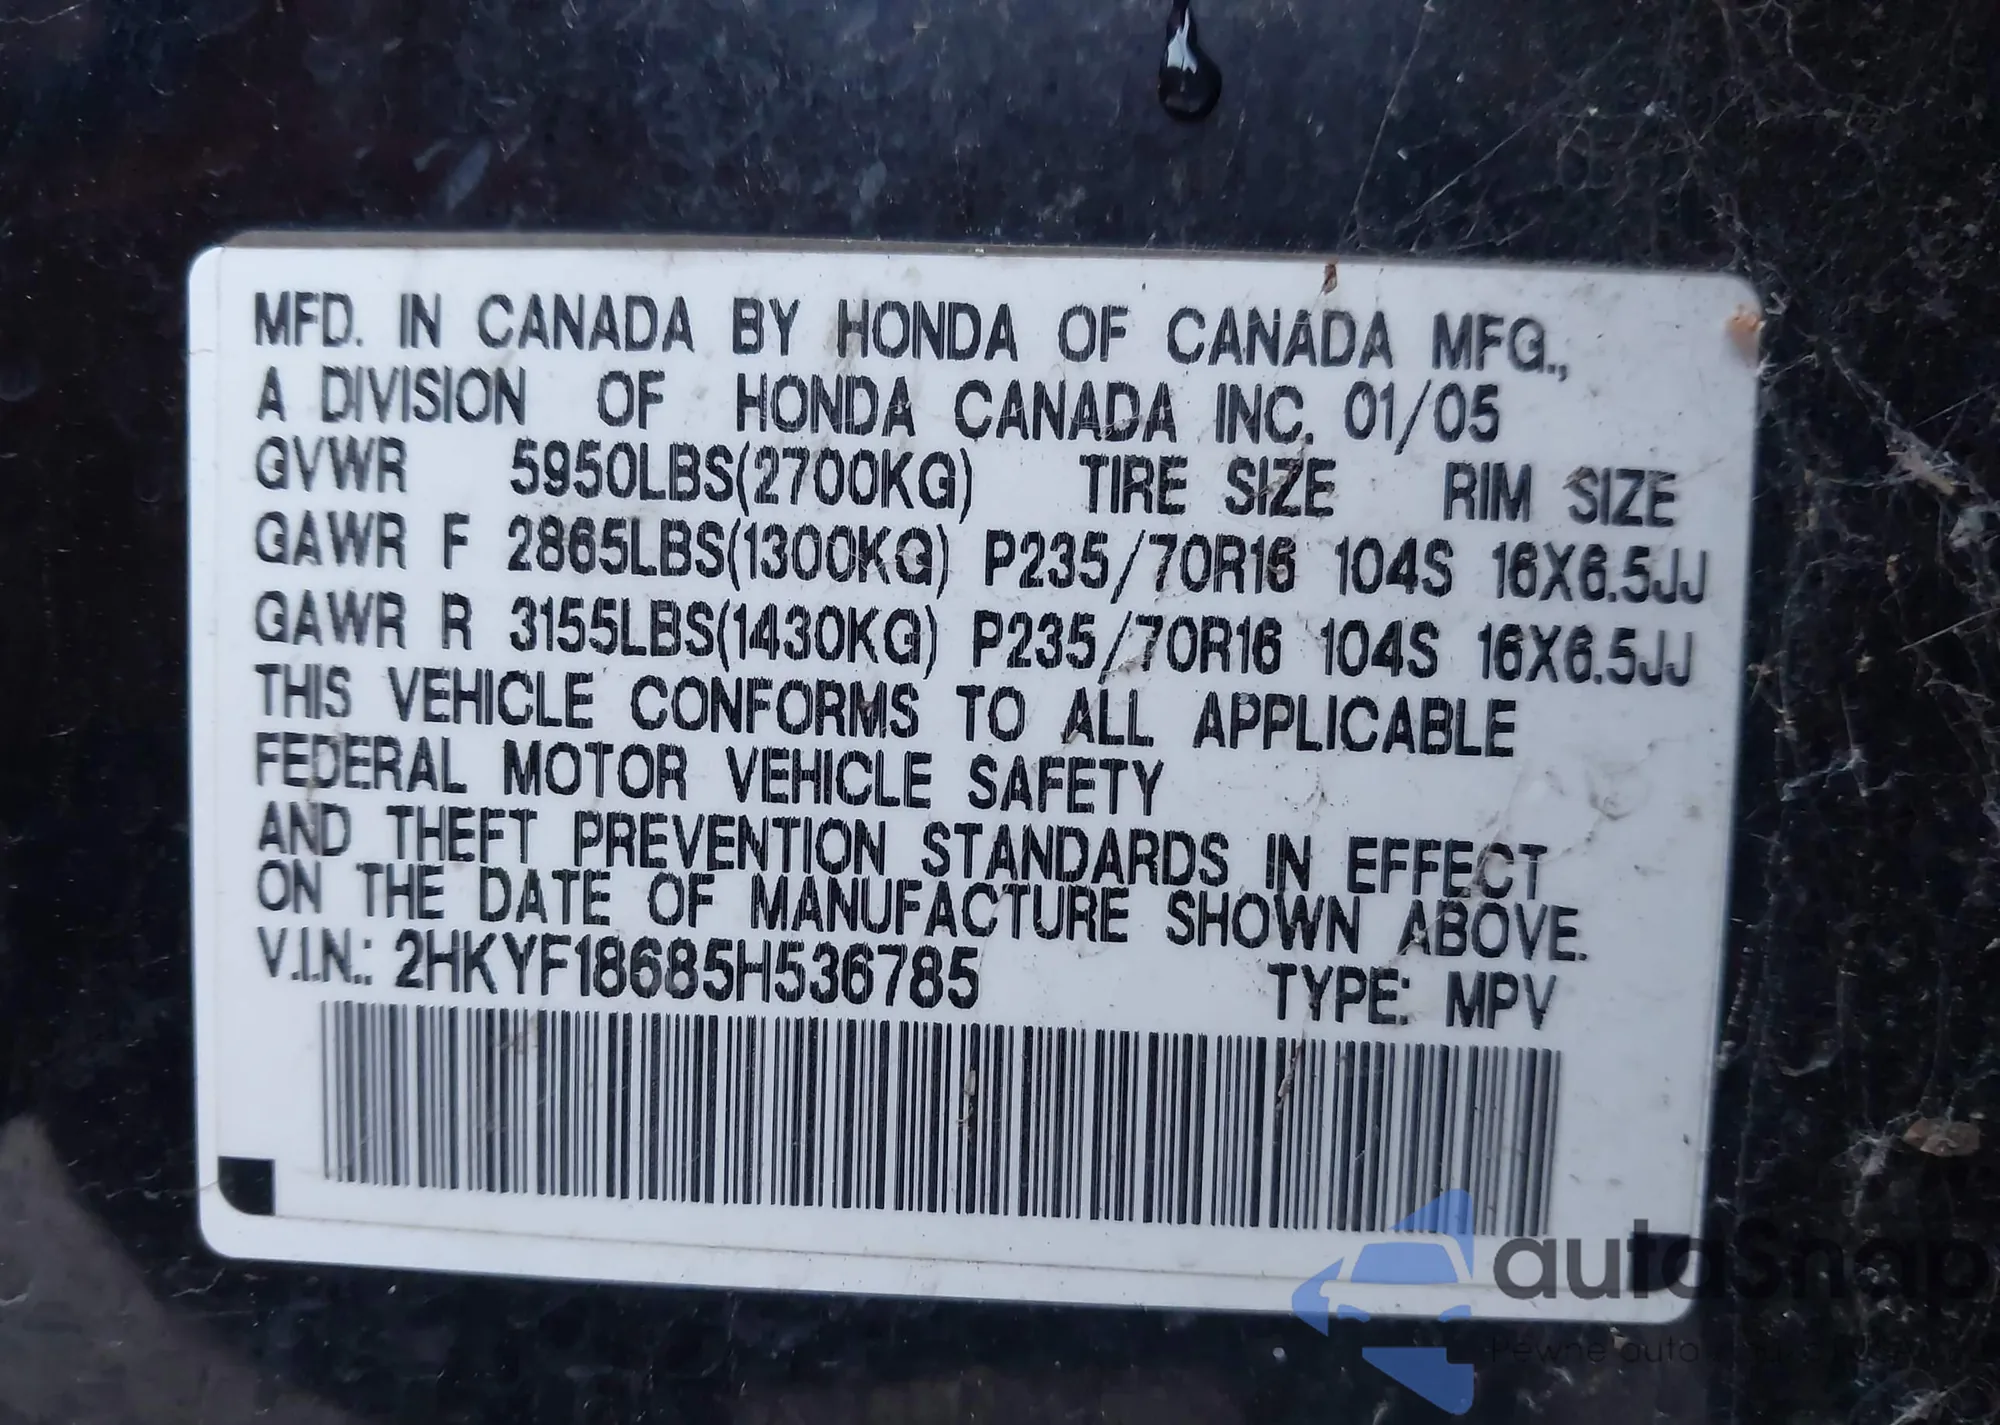 MFD. IN CANADA BY HONDA OF CANADA MFG.,
A DIVISION OF HONDA CANADA INC. 01/05
GVWR 5950LBS(2700KG) TIRE SIZE RIM SIZE
GAWR F 2865LBS(1300KG) P235/70R16 104S 16X6.5JJ
GAWR R 3155LBS(1430KG) P235/70R16 104S 16X6.5JJ
THIS VEHICLE CONFORMS TO ALL APPLICABLE
FEDERAL MOTOR VEHICLE SAFETY
AND THEFT PREVENTION STANDARDS IN EFFECT
ON THE DATE OF MANUFACTURE SHOWN ABOVE.
V.I.N.: 2HKYF18685H536785 TYPE: MPV
autosnap
Pewne auta